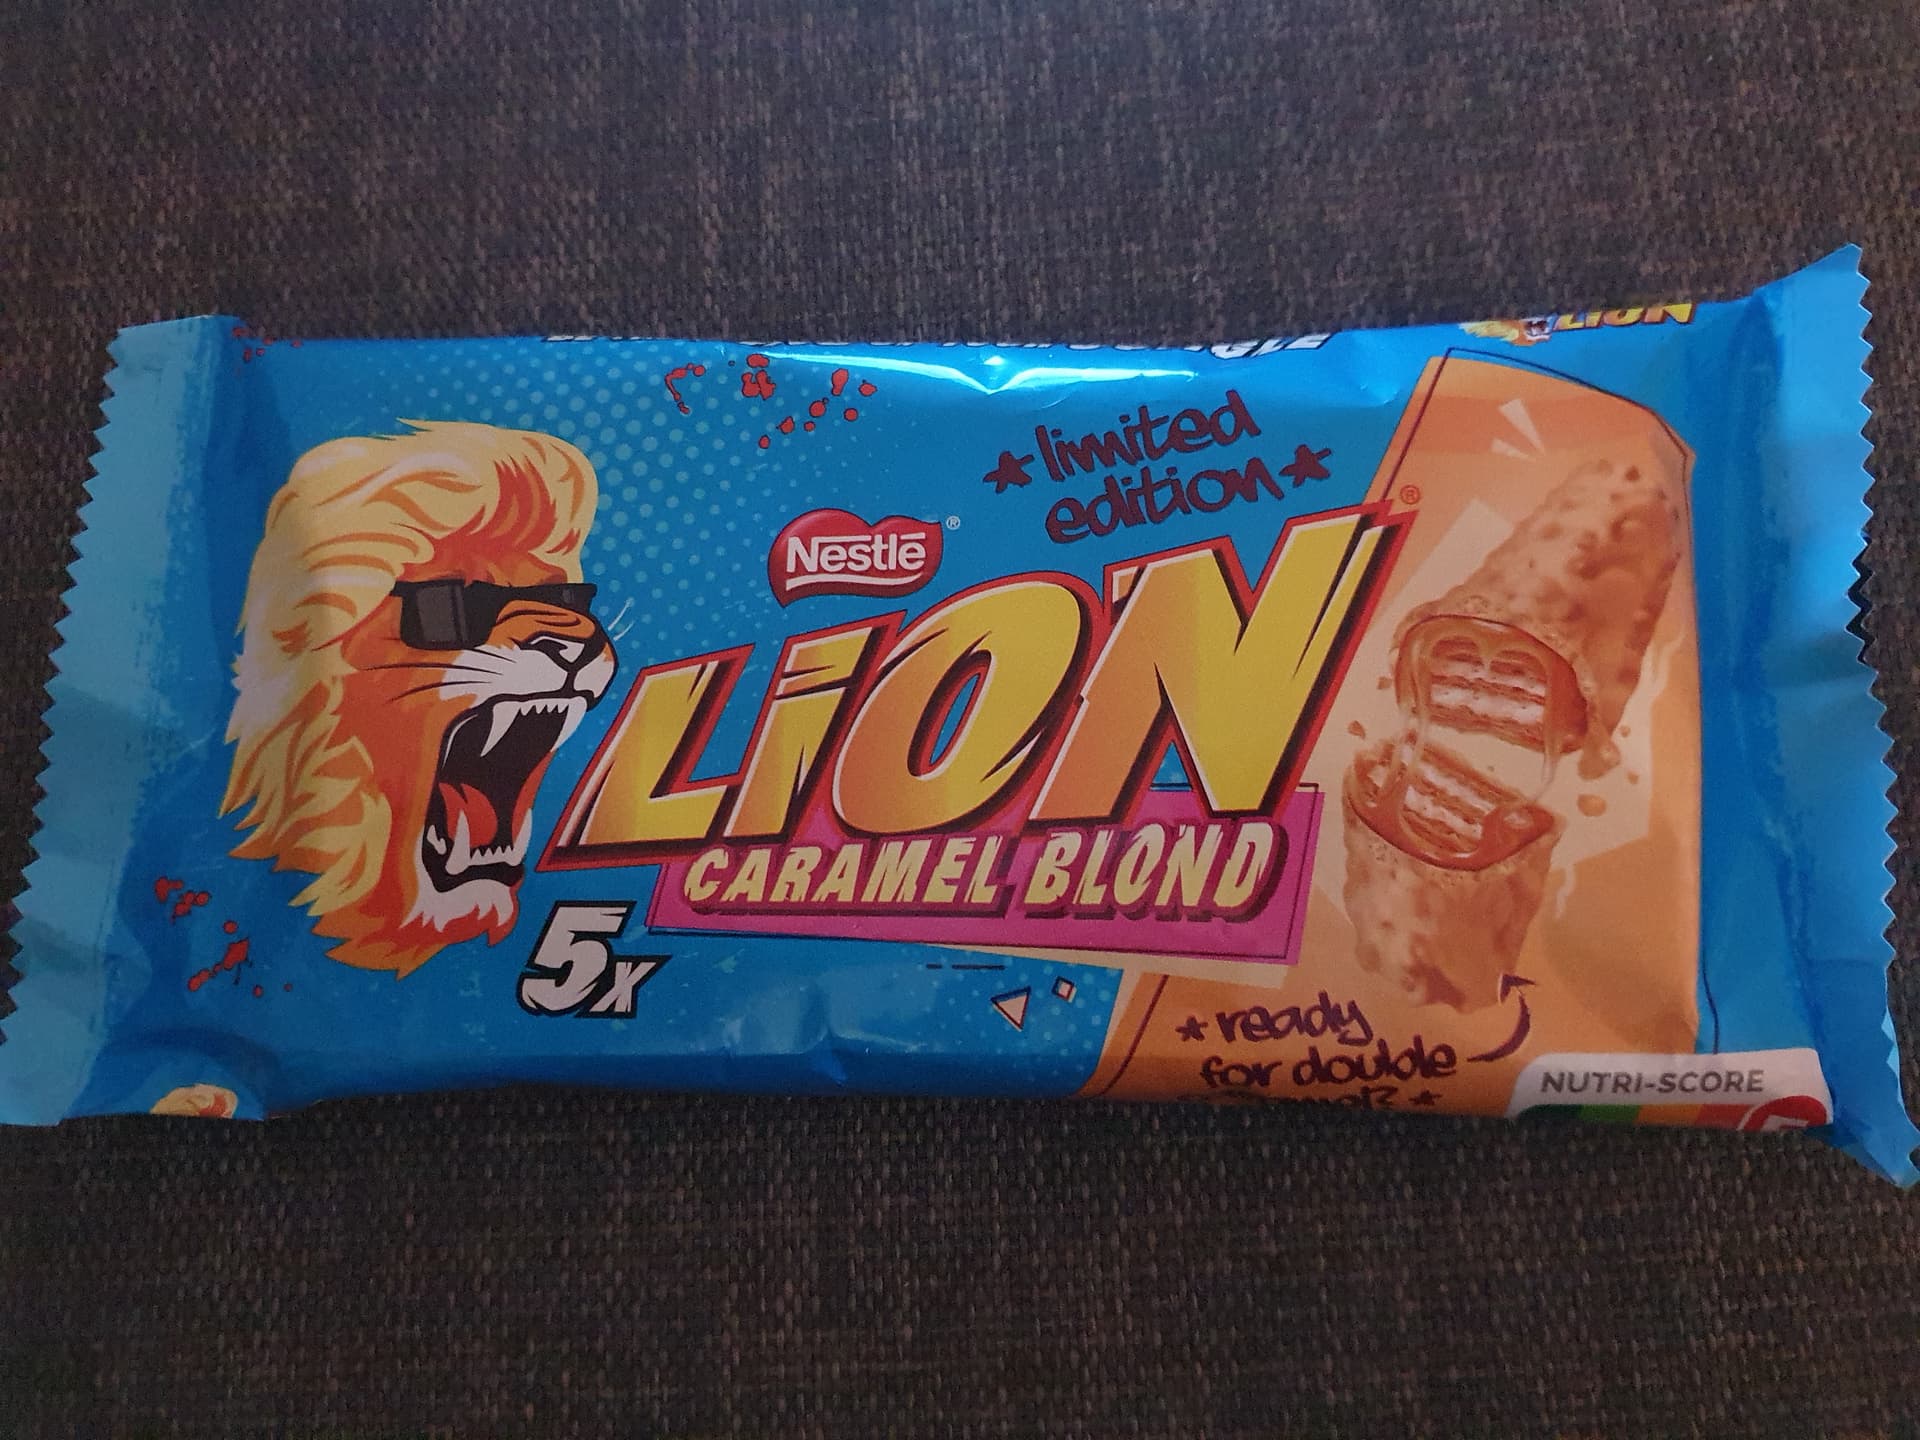 LION
*limited
edition*
Nestlé
LION
CARAMEL BLOND
5x
*ready
for double
NUTRI-SCORE
E